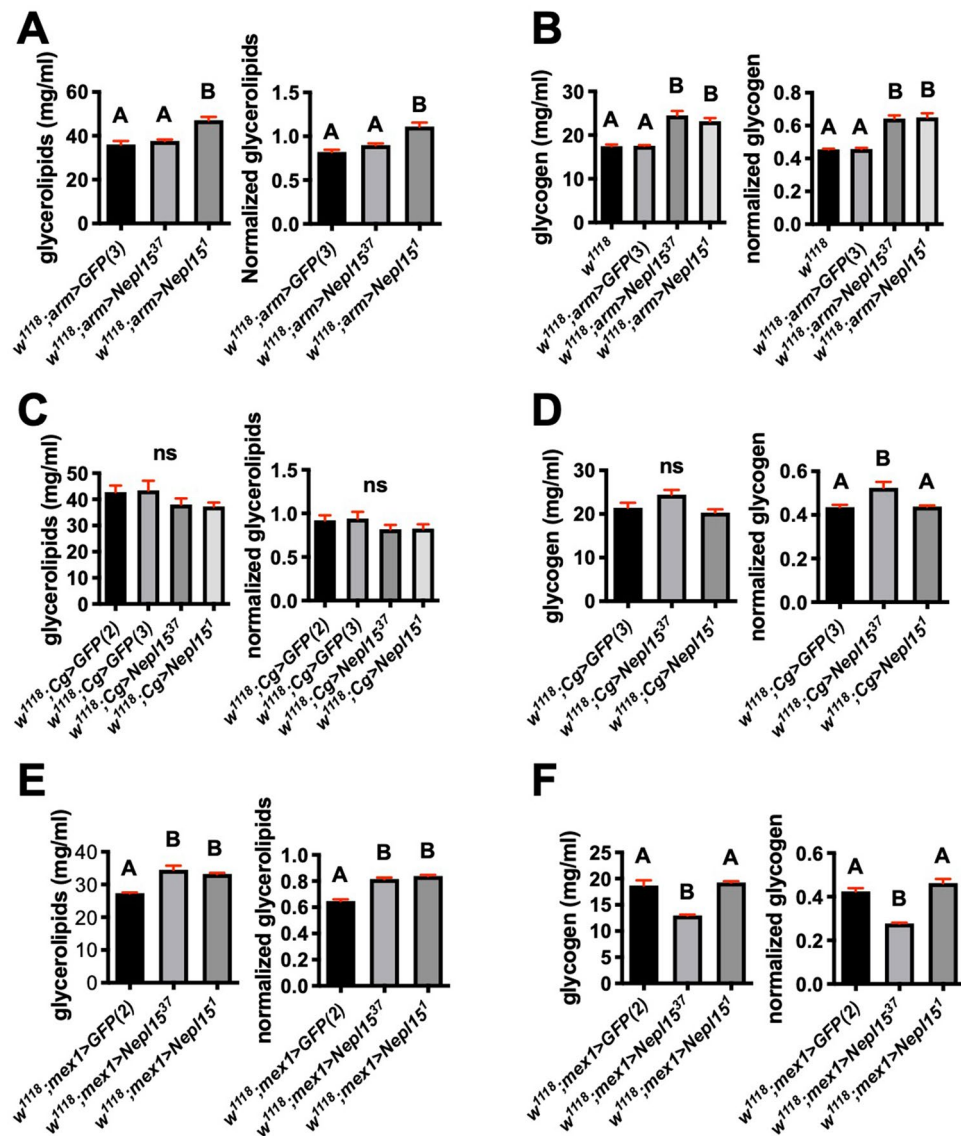 A
glycerolipids (mg/ml)
60
40
20
0
A
A
B
w¹¹¹⁸;arm>GFP(3)
w¹¹¹⁸;arm>Nepl15³⁷
w¹¹¹⁸;arm>Nepl15¹
Normalized glycerolipids
1.5
1.0
0.5
0.0
A
A
B
w¹¹¹⁸;arm>GFP(3)
w¹¹¹⁸;arm>Nepl15³⁷
w¹¹¹⁸;arm>Nepl15¹
B
glycogen (mg/ml)
30
20
10
0
A
A
B
B
w¹¹¹⁸
w¹¹¹⁸;arm>GFP(3)
w¹¹¹⁸;arm>Nepl15³⁷
w¹¹¹⁸;arm>Nepl15¹
normalized glycogen
0.8
0.6
0.4
0.2
0.0
A
A
B
B
w¹¹¹⁸
w¹¹¹⁸;arm>GFP(3)
w¹¹¹⁸;arm>Nepl15³⁷
w¹¹¹⁸;arm>Nepl15¹
C
glycerolipids (mg/ml)
50
40
30
20
10
0
ns
w¹¹¹⁸;Cg>GFP(2)
w¹¹¹⁸;Cg>GFP(3)
w¹¹¹⁸;Cg>Nepl15³⁷
w¹¹¹⁸;Cg>Nepl15¹
normalized glycerolipids
1.5
1.0
0.5
0.0
ns
w¹¹¹⁸;Cg>GFP(2)
w¹¹¹⁸;Cg>GFP(3)
w¹¹¹⁸;Cg>Nepl15³⁷
w¹¹¹⁸;Cg>Nepl15¹
D
glycogen (mg/ml)
30
20
10
0
ns
w¹¹¹⁸;Cg>GFP(3)
w¹¹¹⁸;Cg>Nepl15³⁷
w¹¹¹⁸;Cg>Nepl15¹
normalized glycogen
0.6
0.4
0.2
0.0
A
B
A
w¹¹¹⁸;Cg>GFP(3)
w¹¹¹⁸;Cg>Nepl15³⁷
w¹¹¹⁸;Cg>Nepl15¹
E
glycerolipids (mg/ml)
40
30
20
10
0
A
B
B
w¹¹¹⁸;mex1>GFP(2)
w¹¹¹⁸;mex1>Nepl15³⁷
w¹¹¹⁸;mex1>Nepl15¹
normalized glycerolipids
1.0
0.8
0.6
0.4
0.2
0.0
A
B
B
w¹¹¹⁸;mex1>GFP(2)
w¹¹¹⁸;mex1>Nepl15³⁷
w¹¹¹⁸;mex1>Nepl15¹
F
glycogen (mg/ml)
25
20
15
10
5
0
A
B
A
w¹¹¹⁸;mex1>GFP(2)
w¹¹¹⁸;mex1>Nepl15³⁷
w¹¹¹⁸;mex1>Nepl15¹
normalized glycogen
0.6
0.4
0.2
0.0
A
B
A
w¹¹¹⁸;mex1>GFP(2)
w¹¹¹⁸;mex1>Nepl15³⁷
w¹¹¹⁸;mex1>Nepl15¹